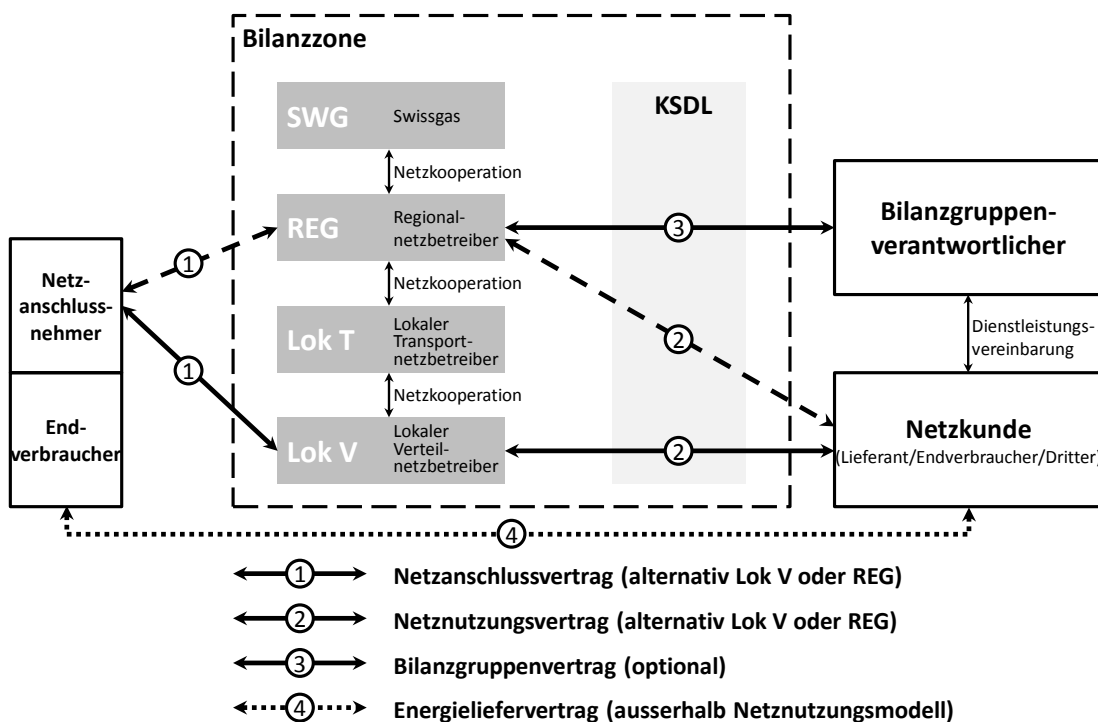 Bilanzzone
SWG Swissgas
KSDL
Netzkooperation
REG Regional-
netzbetreiber
Netzkooperation
Lok T Lokaler
Transport-
netzbetreiber
Netzkooperation
Lok V Lokaler
Verteil-
netzbetreiber
Netz-
anschluss-
nehmer
End-
verbraucher
1
1
3
2
2
Bilanzgruppen-
verantwortlicher
Dienstleistungs-
vereinbarung
Netzkunde
(Lieferant/Endverbraucher/Dritter)
4
1 Netzanschlussvertrag (alternativ Lok V oder REG)
2 Netznutzungsvertrag (alternativ Lok V oder REG)
3 Bilanzgruppenvertrag (optional)
4 Energieliefervertrag (ausserhalb Netznutzungsmodell)